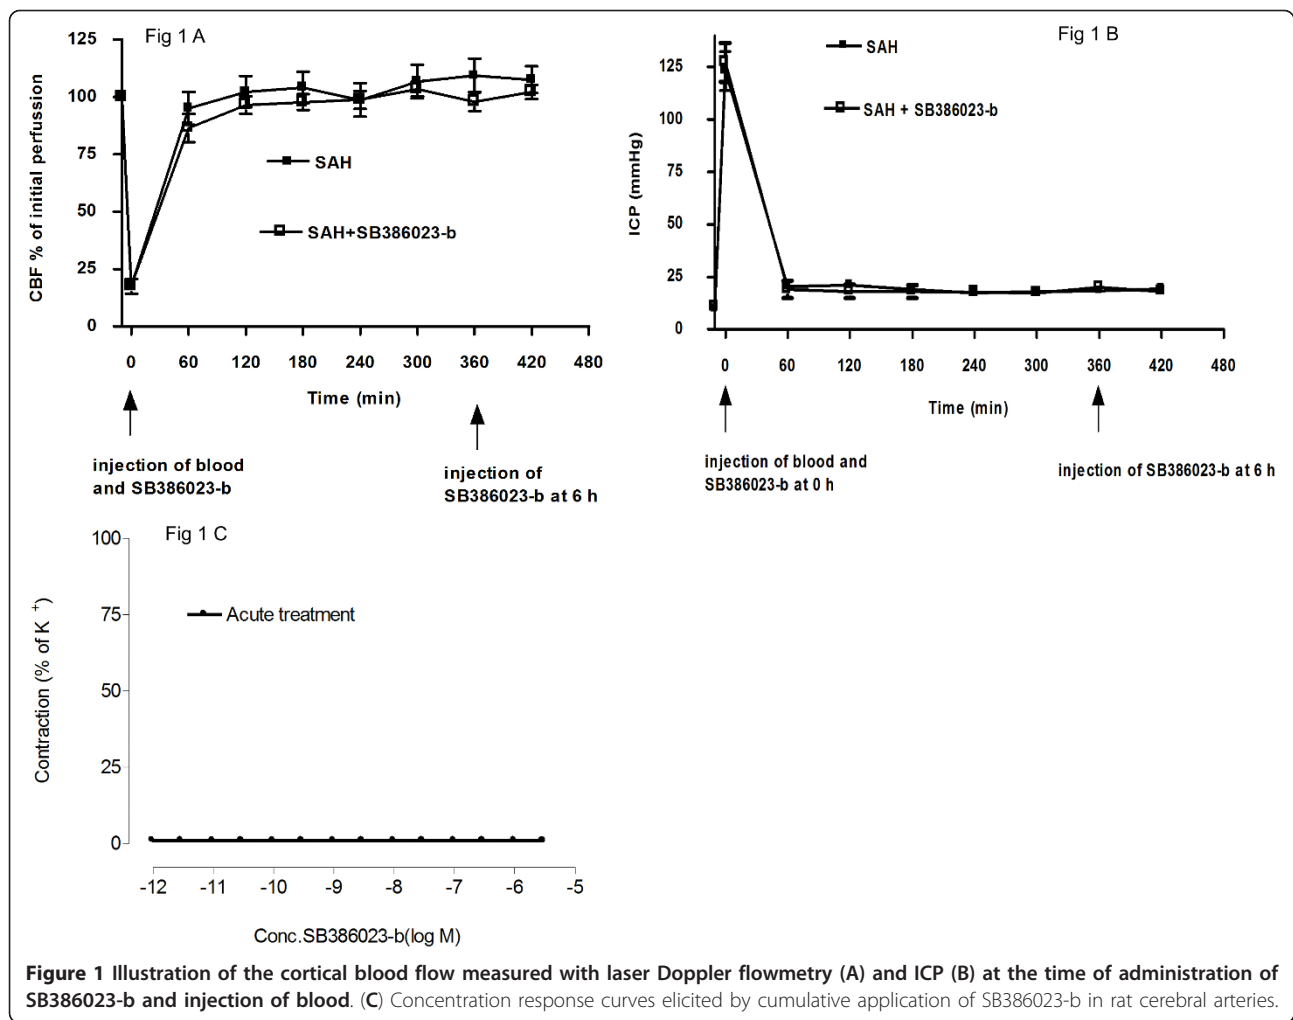 Fig 1 A
CBF % of initial perfusion
125
100
75
50
25
0
SAH
SAH+SB386023-b
0 60 120 180 240 300 360 420 480
Time (min)
injection of blood
and SB386023-b
injection of
SB386023-b at 6 h
Fig 1 B
ICP (mmHg)
125
100
75
50
25
0
SAH
SAH + SB386023-b
0 60 120 180 240 300 360 420 480
Time (min)
injection of blood and
SB386023-b at 0 h
injection of SB386023-b at 6 h
Fig 1 C
Contraction (% of K +)
100
75
50
25
0
Acute treatment
-12 -11 -10 -9 -8 -7 -6 -5
Conc.SB386023-b(log M)
Figure 1 Illustration of the cortical blood flow measured with laser Doppler flowmetry (A) and ICP (B) at the time of administration of
SB386023-b and injection of blood. (C) Concentration response curves elicited by cumulative application of SB386023-b in rat cerebral arteries.